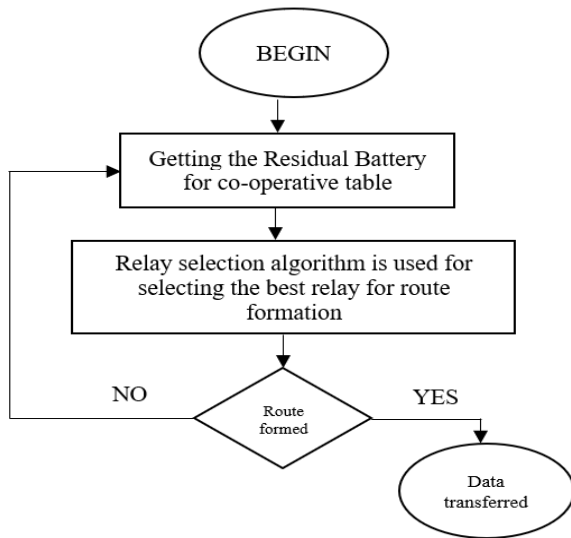 BEGIN
Getting the Residual Battery
for co-operative table
Relay selection algorithm is used for
selecting the best relay for route
formation
NO
YES
Route
formed
Data
transferred